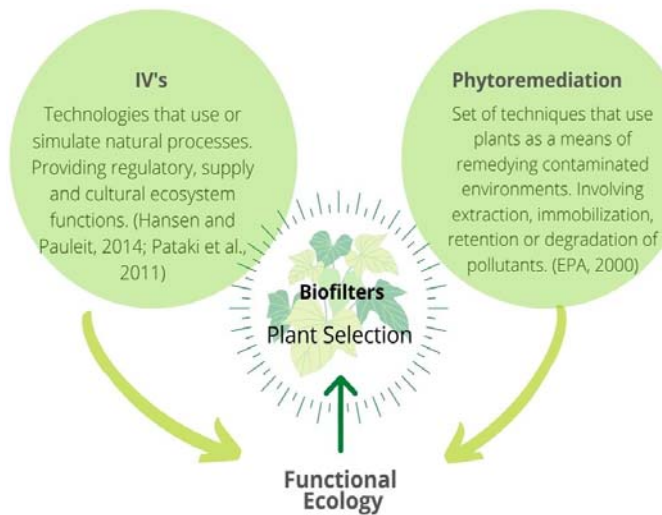 IV's
Technologies that use or
simulate natural processes.
Providing regulatory, supply
and cultural ecosystem
functions. (Hansen and
Pauleit, 2014; Pataki et al.,
2011)
Phytoremediation
Set of techniques that use
plants as a means of
remedying contaminated
environments. Involving
extraction, immobilization,
retention or degradation of
pollutants. (EPA, 2000)
Biofilters
Plant Selection
Functional
Ecology